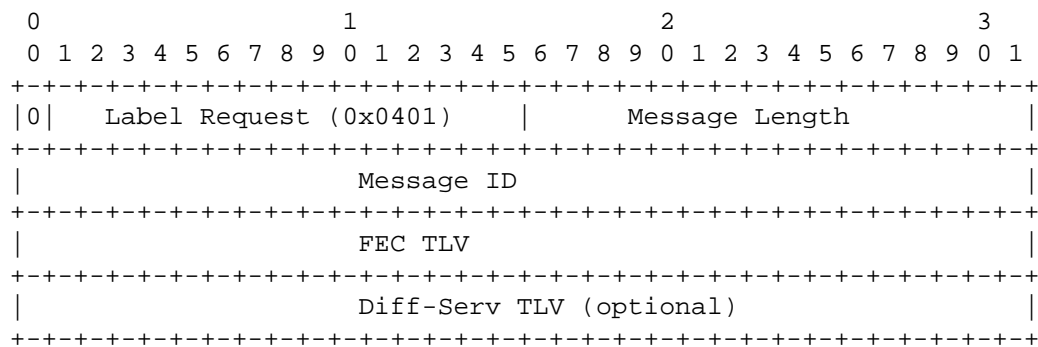 0                   1                   2                   3
 0 1 2 3 4 5 6 7 8 9 0 1 2 3 4 5 6 7 8 9 0 1 2 3 4 5 6 7 8 9 0 1
+-+-+-+-+-+-+-+-+-+-+-+-+-+-+-+-+-+-+-+-+-+-+-+-+-+-+-+-+-+-+-+-+
|0|   Label Request (0x0401)    |      Message Length           |
+-+-+-+-+-+-+-+-+-+-+-+-+-+-+-+-+-+-+-+-+-+-+-+-+-+-+-+-+-+-+-+-+
|                     Message ID                                |
+-+-+-+-+-+-+-+-+-+-+-+-+-+-+-+-+-+-+-+-+-+-+-+-+-+-+-+-+-+-+-+-+
|                     FEC TLV                                   |
+-+-+-+-+-+-+-+-+-+-+-+-+-+-+-+-+-+-+-+-+-+-+-+-+-+-+-+-+-+-+-+-+
|                     Diff-Serv TLV (optional)                  |
+-+-+-+-+-+-+-+-+-+-+-+-+-+-+-+-+-+-+-+-+-+-+-+-+-+-+-+-+-+-+-+-+